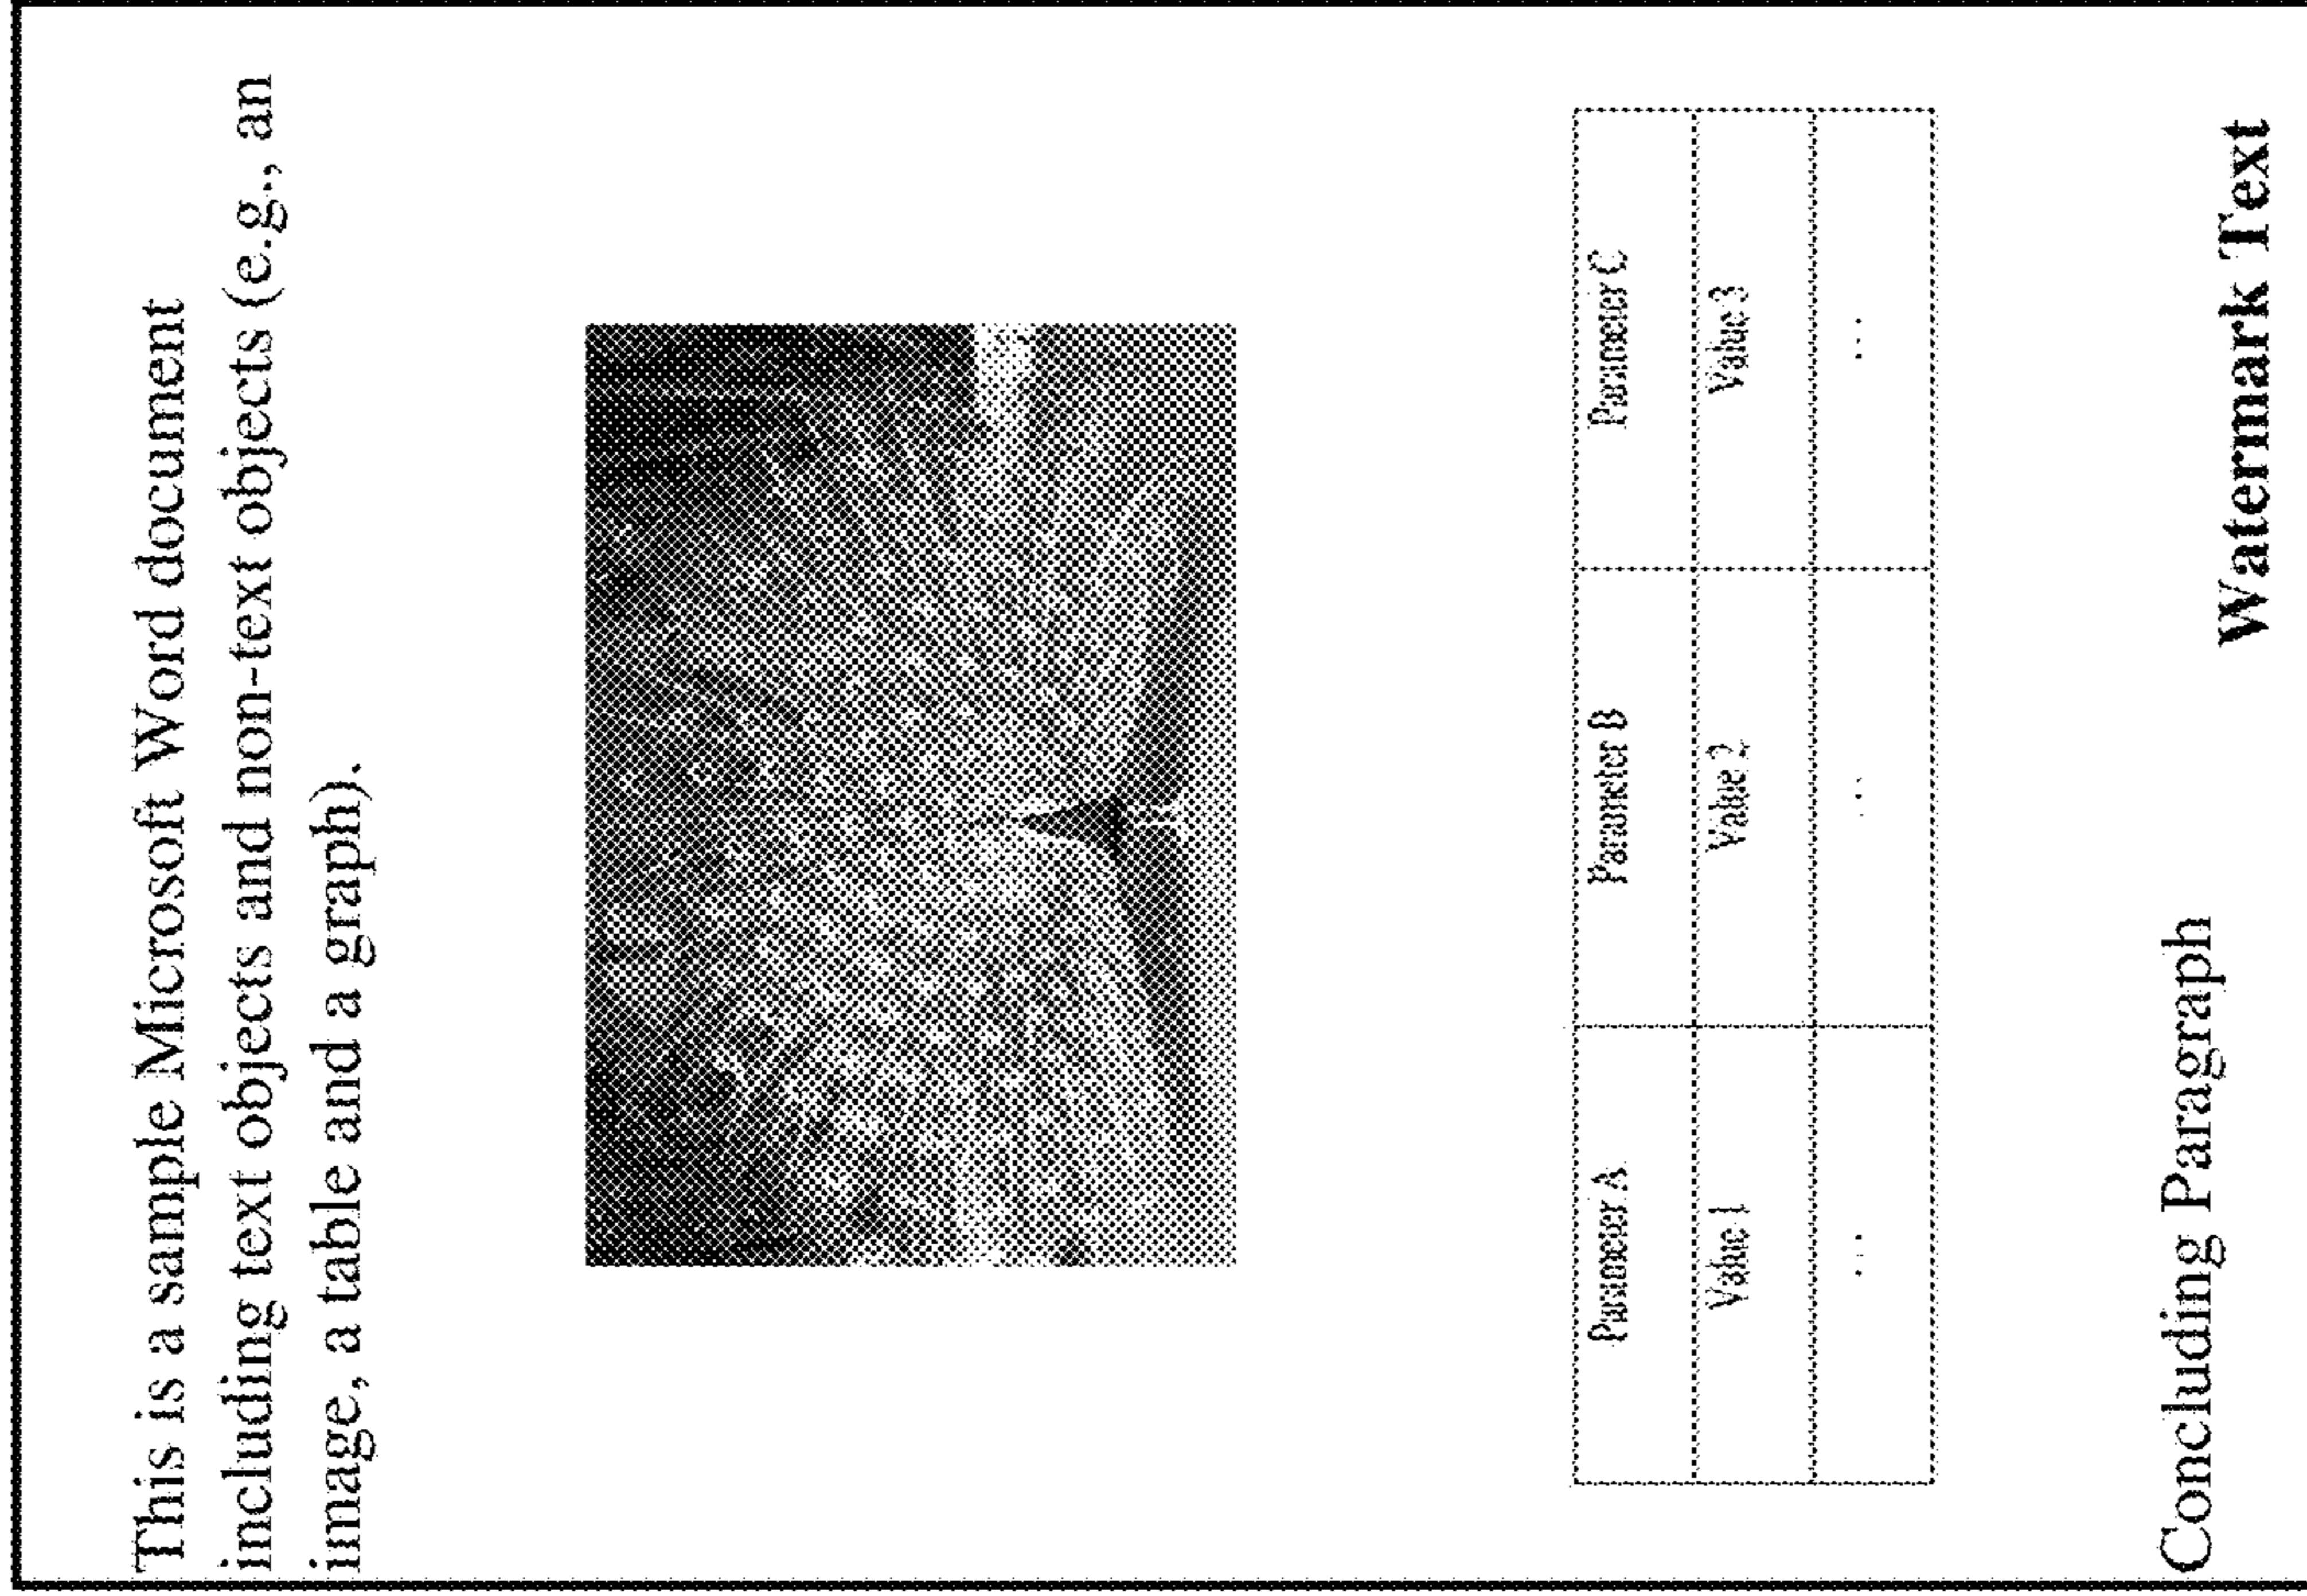 This is a sample Microsoft Word document
including text objects and non-text objects (e.g., an
image, a table and a graph).
Parameter A Parameter B Parameter C
Value 1 Value 2 Value 3
... ... ...
Concluding Paragraph
Watermark Text